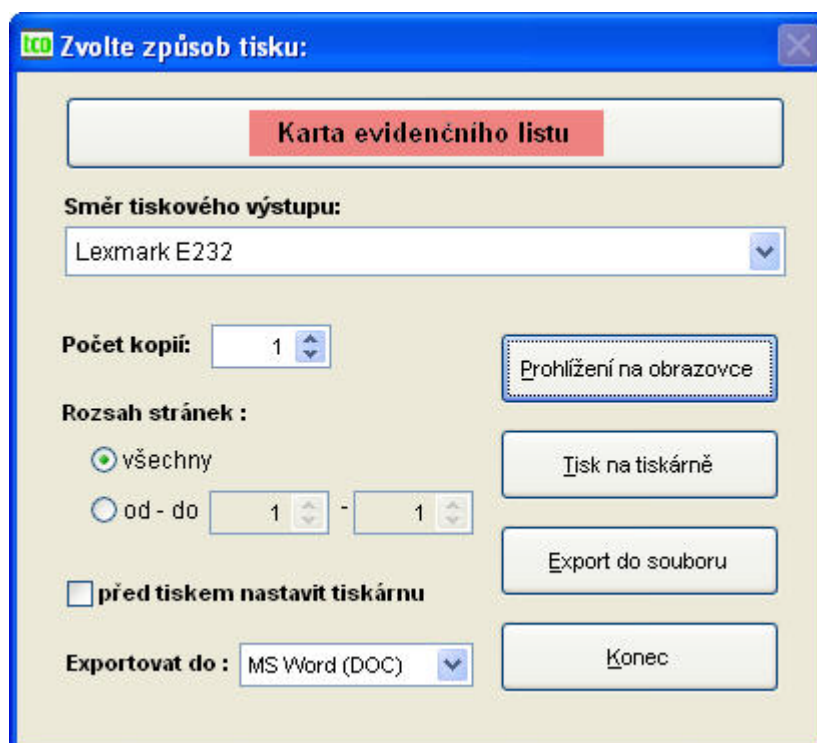 tco Zvolte způsob tisku:
Karta evidenčního listu
Směr tiskového výstupu:
Lexmark E232
Počet kopií: 1
Prohlížení na obrazovce
Rozsah stránek :
všechny
Tisk na tiskárně
od - do 1 - 1
Export do souboru
před tiskem nastavit tiskárnu
Exportovat do : MS Word (DOC)
Konec